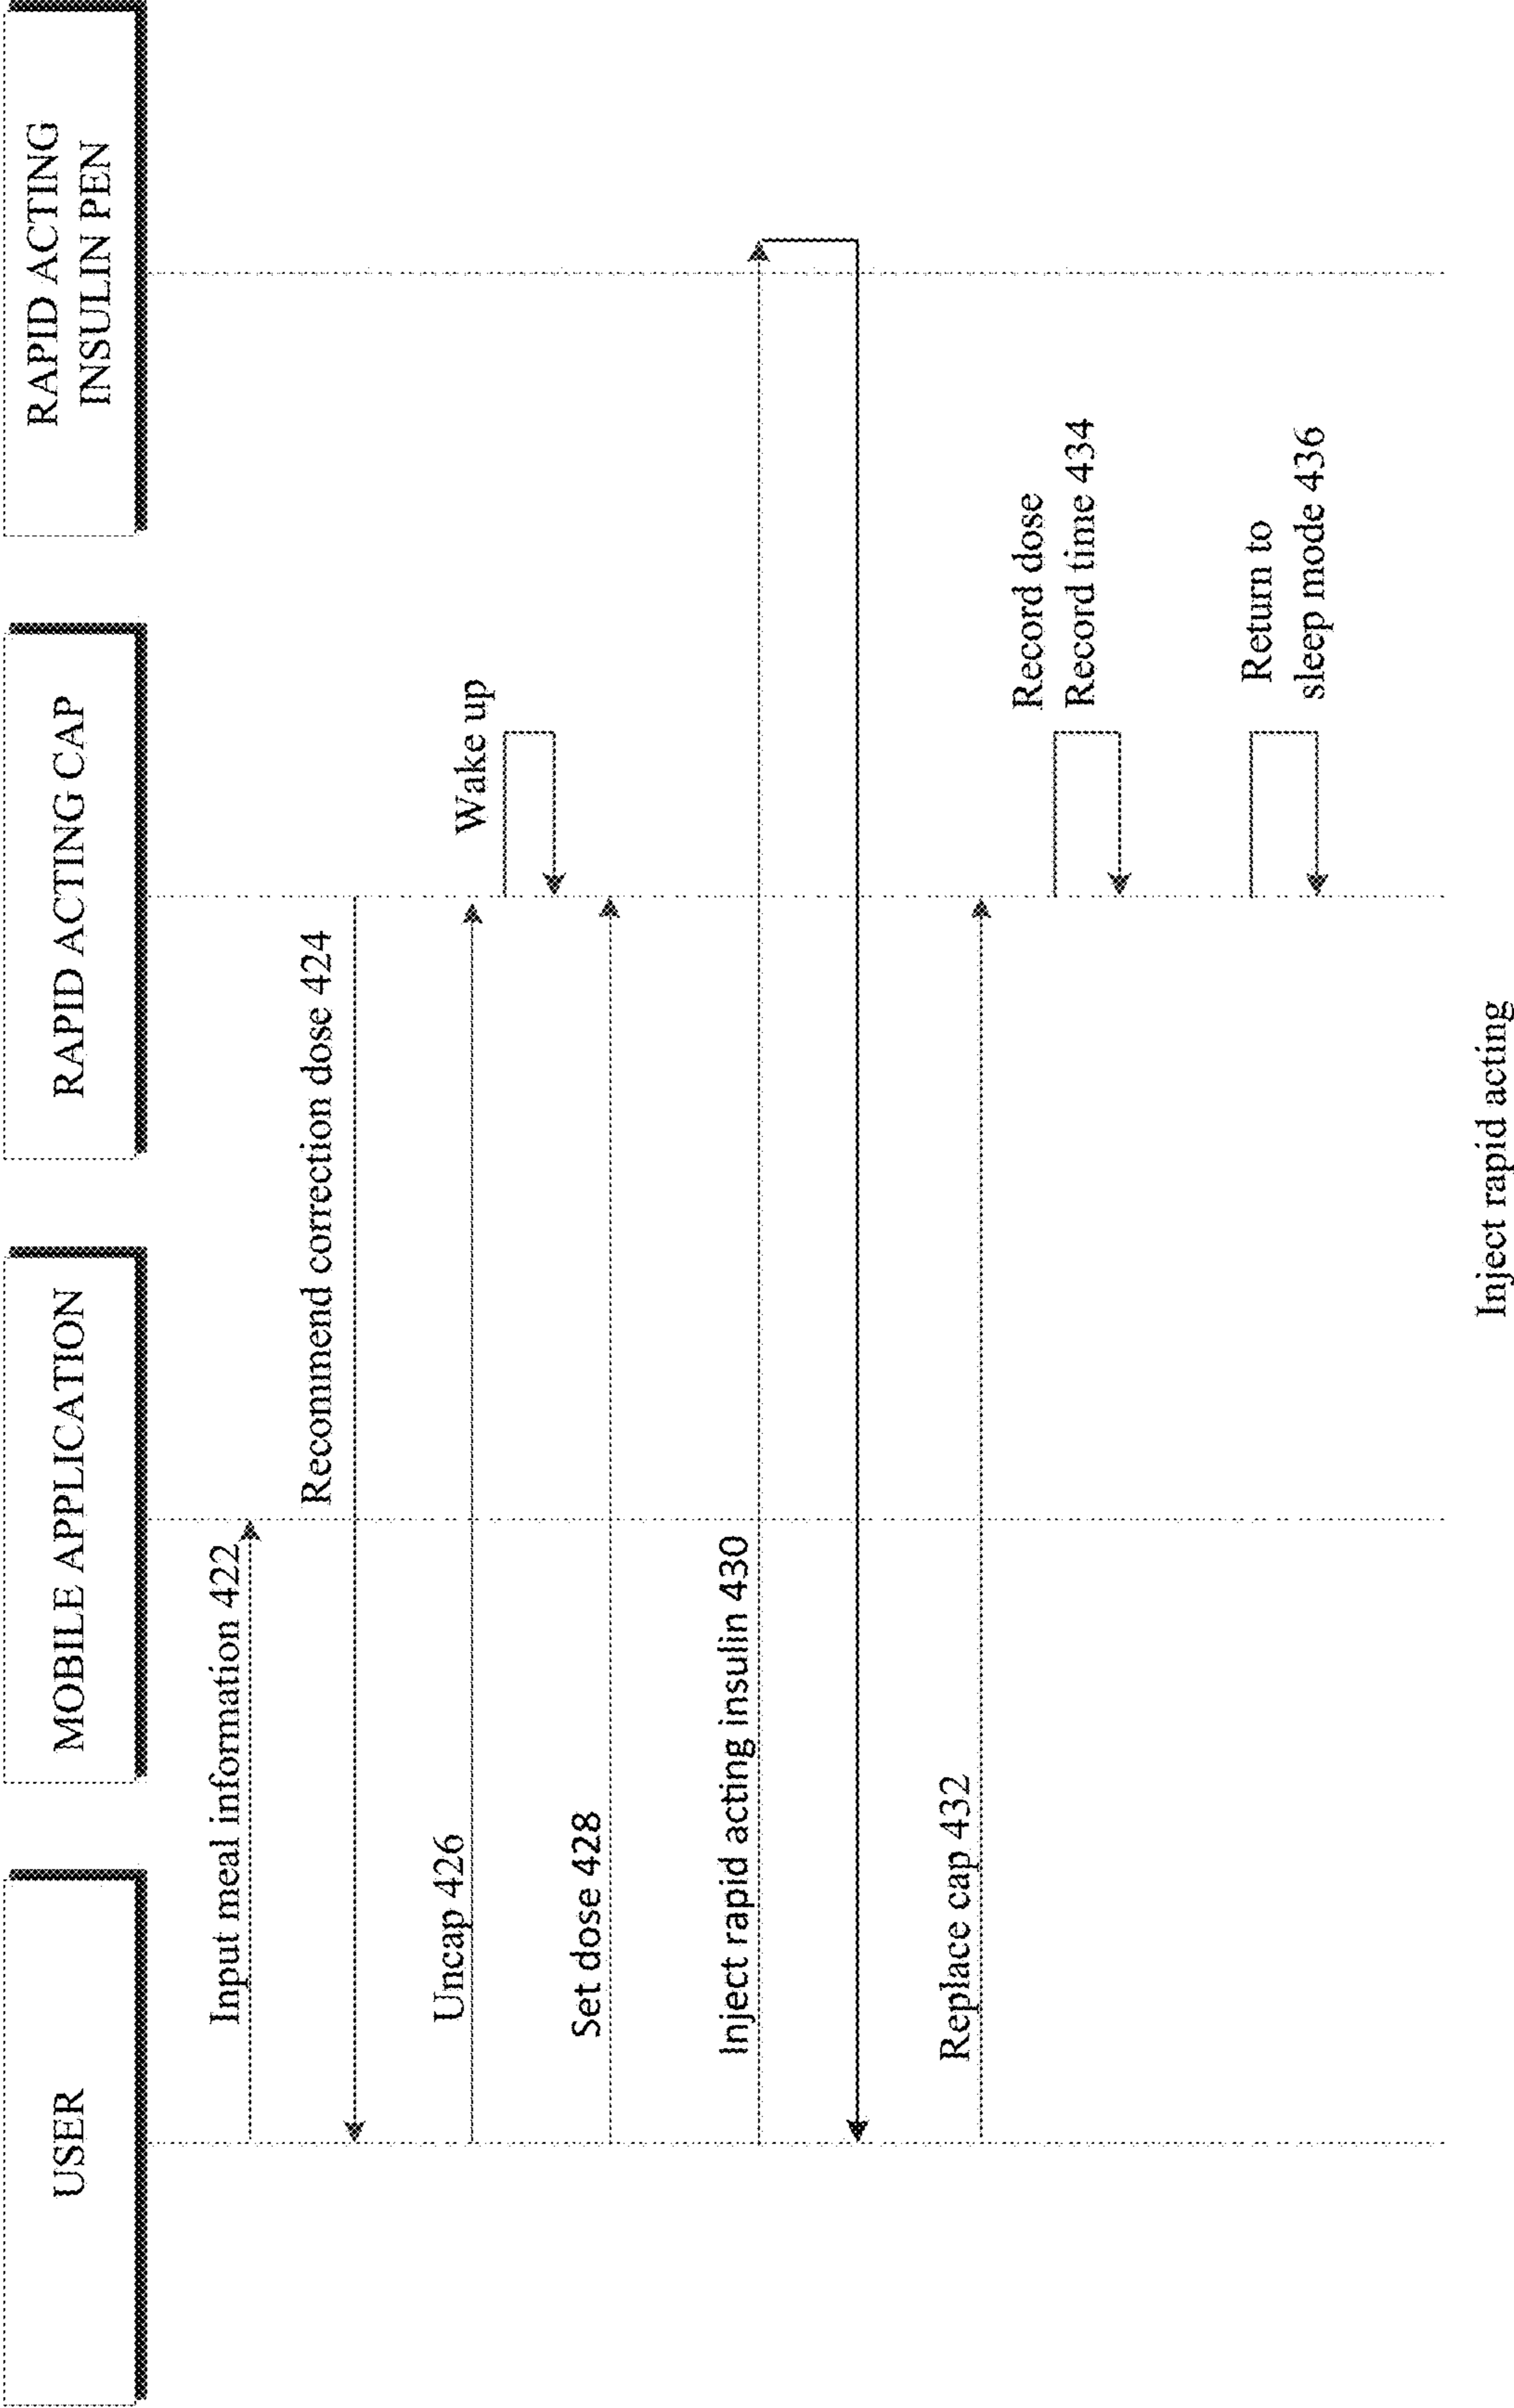 USER
MOBILE APPLICATION
RAPID ACTING CAP
RAPID ACTING
INSULIN PEN
Input meal information 422
Recommend correction dose 424
Uncap 426
Wake up
Set dose 428
Inject rapid acting insulin 430
Replace cap 432
Record dose
Record time 434
Return to
sleep mode 436
Inject rapid acting